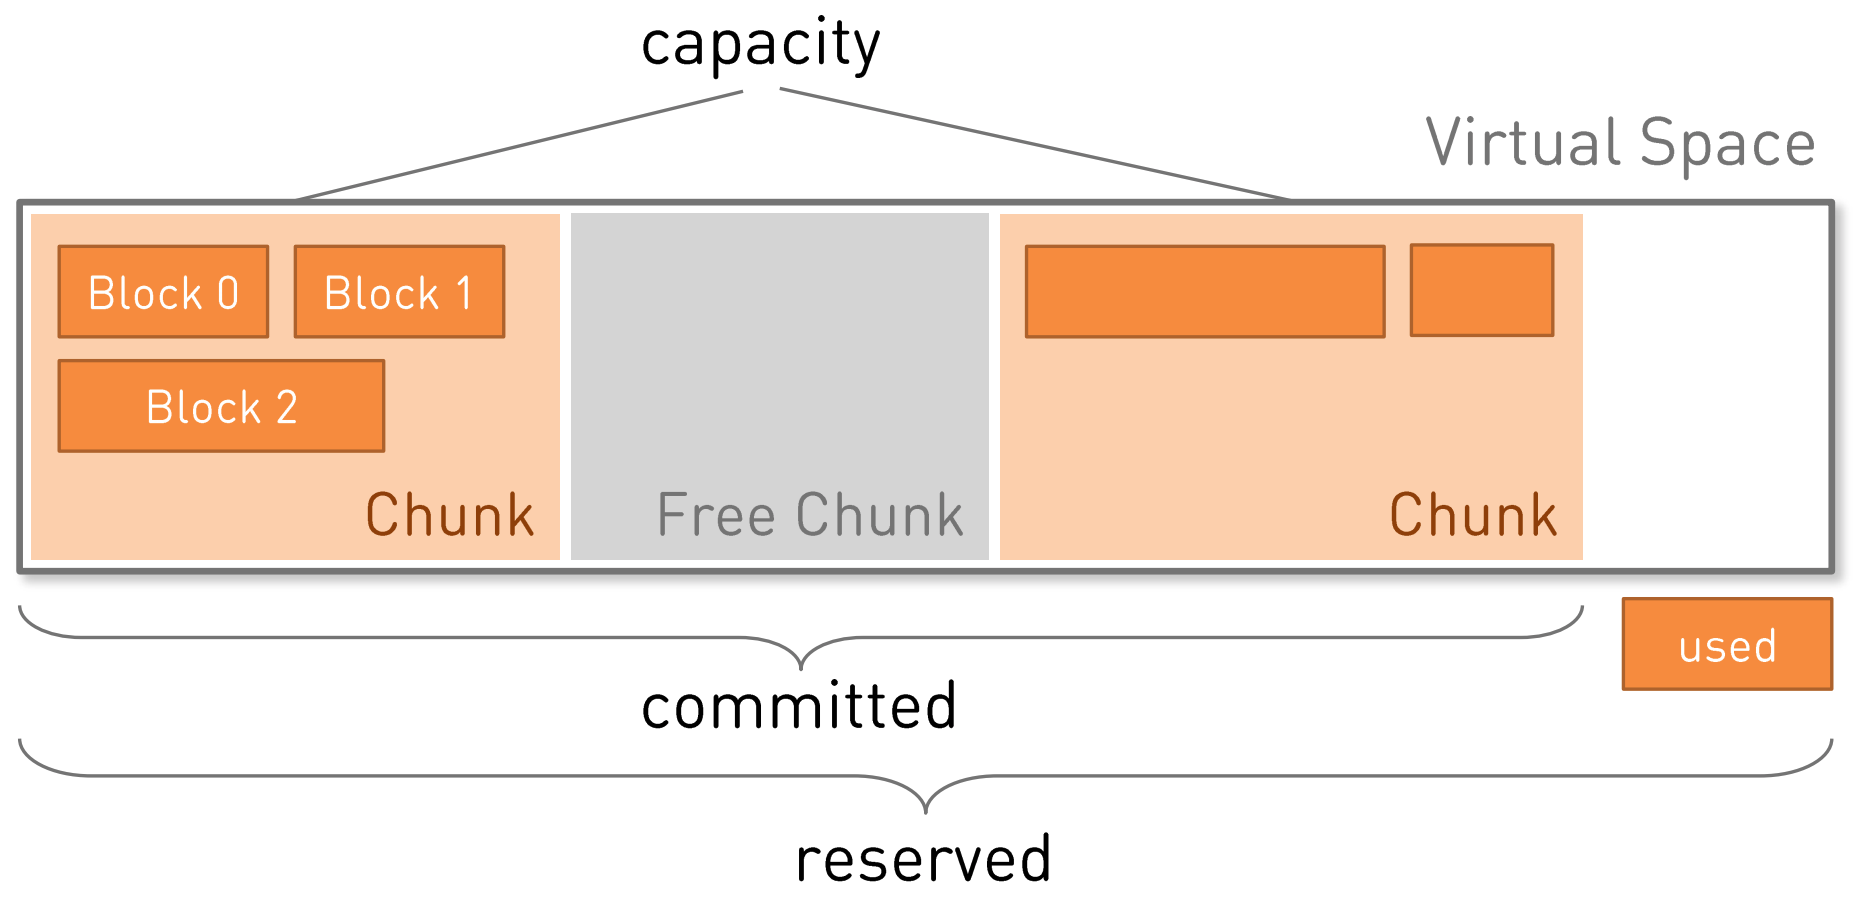 capacity
Virtual Space
Block 0
Block 1
Block 2
Chunk
Free Chunk
Chunk
used
committed
reserved